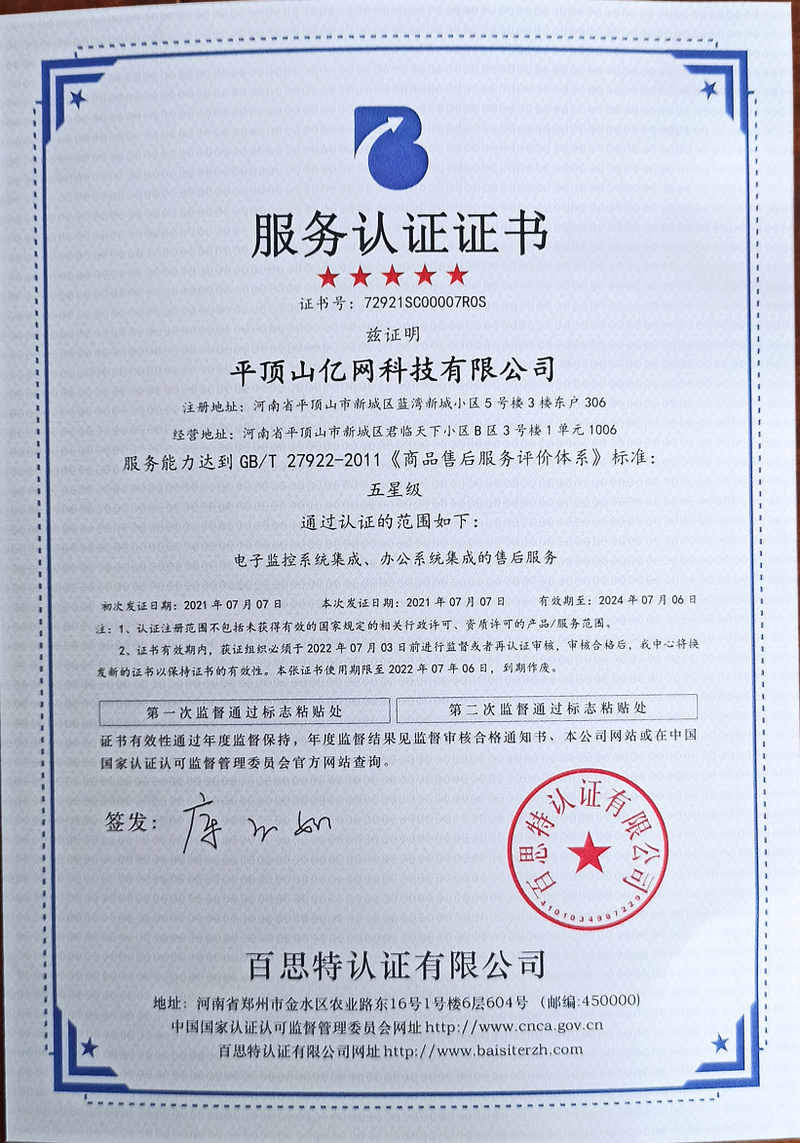 服务认证证书
证书号：72921SC00007R0S
兹证明
平顶山亿网科技有限公司
注册地址：河南省平顶山市新城区蓝湾新城小区5号楼3楼东户306
经营地址：河南省平顶山市新城区君临天下小区B区3号楼1单元1006
服务能力达到GB/T 27922-2011《商品售后服务评价体系》标准：
五星级
通过认证的范围如下：
电子监控系统集成、办公系统集成的售后服务
初次发证日期：2021年07月07日 本次发证日期：2021年07月07日 有效期至：2024年07月06日
注：1、认证注册范围不包括未获得有效的国家规定的相关行政许可、资质许可的产品/服务范围。
2、证书有效期内，获证组织必须于2022年07月03日前进行监督或者再认证审核，审核合格后，我中心将换
发新的证书以保持证书的有效性。本张证书使用期限至2022年07年06日，到期作废。
第一次监督通过标志粘贴处 第二次监督通过标志粘贴处
证书有效性通过年度监督保持，年度监督结果见监督审核合格通知书、本公司网站或在中国
国家认证认可监督管理委员会官方网站查询。
签发：
百思特认证有限公司
4101034987229
百思特认证有限公司
地址：河南省郑州市金水区农业路东16号1号楼6层604号（邮编:450000）
中国国家认证认可监督管理委员会网址http://www.cnca.gov.cn
百思特认证有限公司网址http://www.baisiterzh.com